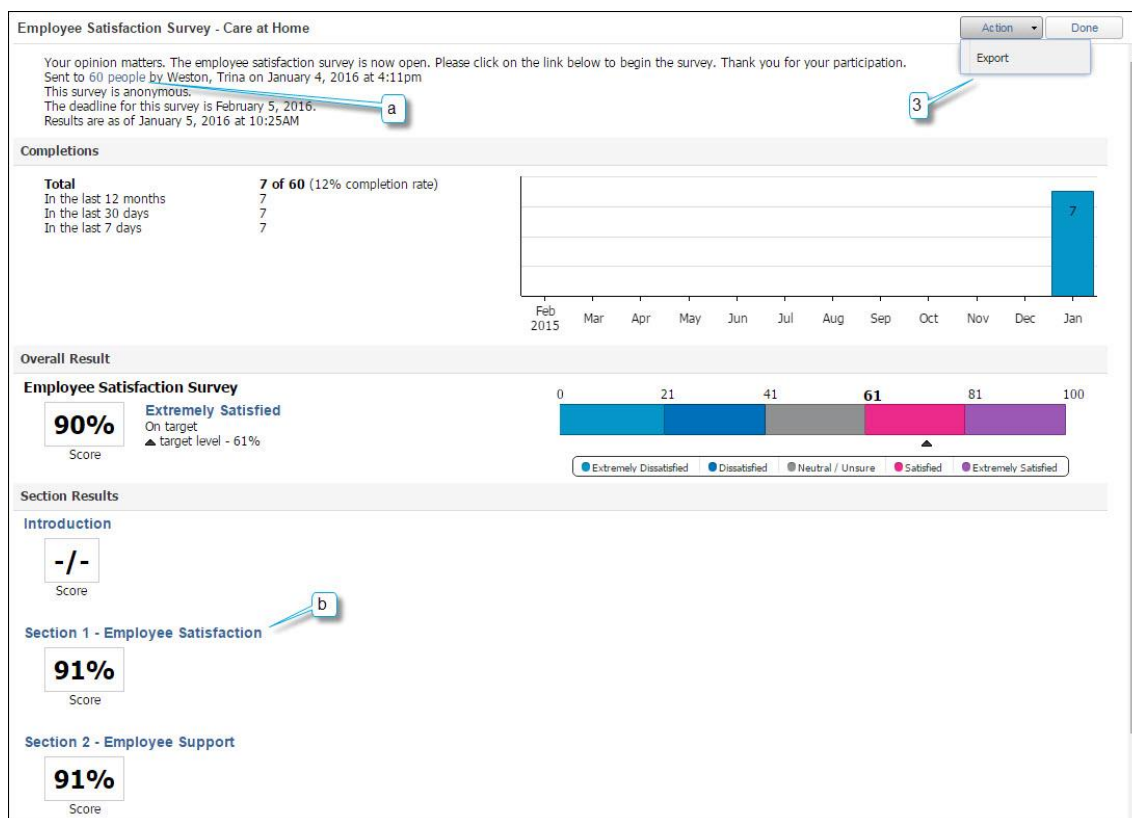 Employee Satisfaction Survey - Care at Home
Action
Done
Export
Your opinion matters. The employee satisfaction survey is now open. Please click on the link below to begin the survey. Thank you for your participation.
Sent to 60 people by Weston, Trina on January 4, 2016 at 4:11pm
This survey is anonymous.
The deadline for this survey is February 5, 2016.
Results are as of January 5, 2016 at 10:25AM
a
3
Completions
Total 7 of 60 (12% completion rate)
In the last 12 months 7
In the last 30 days 7
In the last 7 days 7
7
Feb 2015 Mar Apr May Jun Jul Aug Sep Oct Nov Dec Jan
Overall Result
Employee Satisfaction Survey
90%
Score
Extremely Satisfied
On target
target level - 61%
0 21 41 61 81 100
Extremely Dissatisfied Dissatisfied Neutral / Unsure Satisfied Extremely Satisfied
Section Results
Introduction
-/-
Score
b
Section 1 - Employee Satisfaction
91%
Score
Section 2 - Employee Support
91%
Score